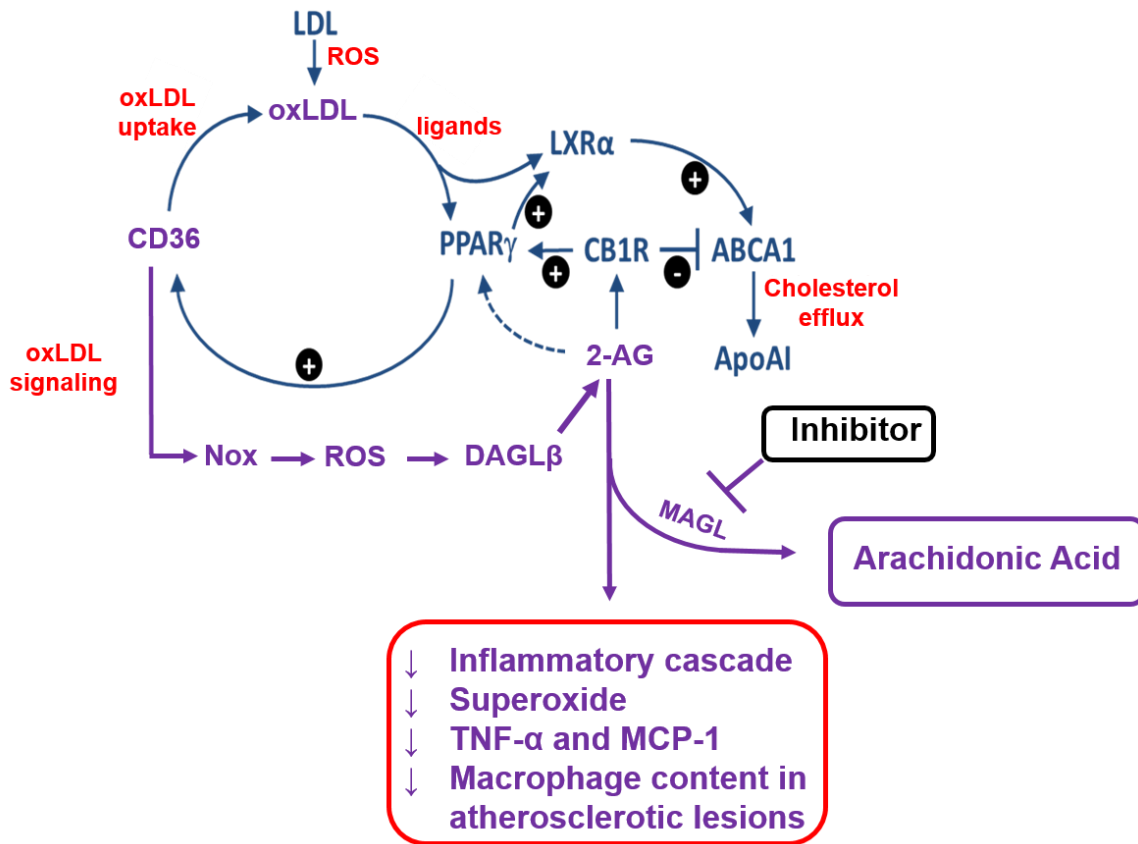 LDL
ROS
oxLDL
uptake
oxLDL
ligands
LXRα
+
+
CD36
PPARγ
CB1R
ABCA1
+
-
Cholesterol
efflux
oxLDL
signaling
+
2-AG
ApoAI
Inhibitor
Nox
ROS
DAGLβ
MAGL
Arachidonic Acid
↓ Inflammatory cascade
↓ Superoxide
↓ TNF-α and MCP-1
↓ Macrophage content in
atherosclerotic lesions